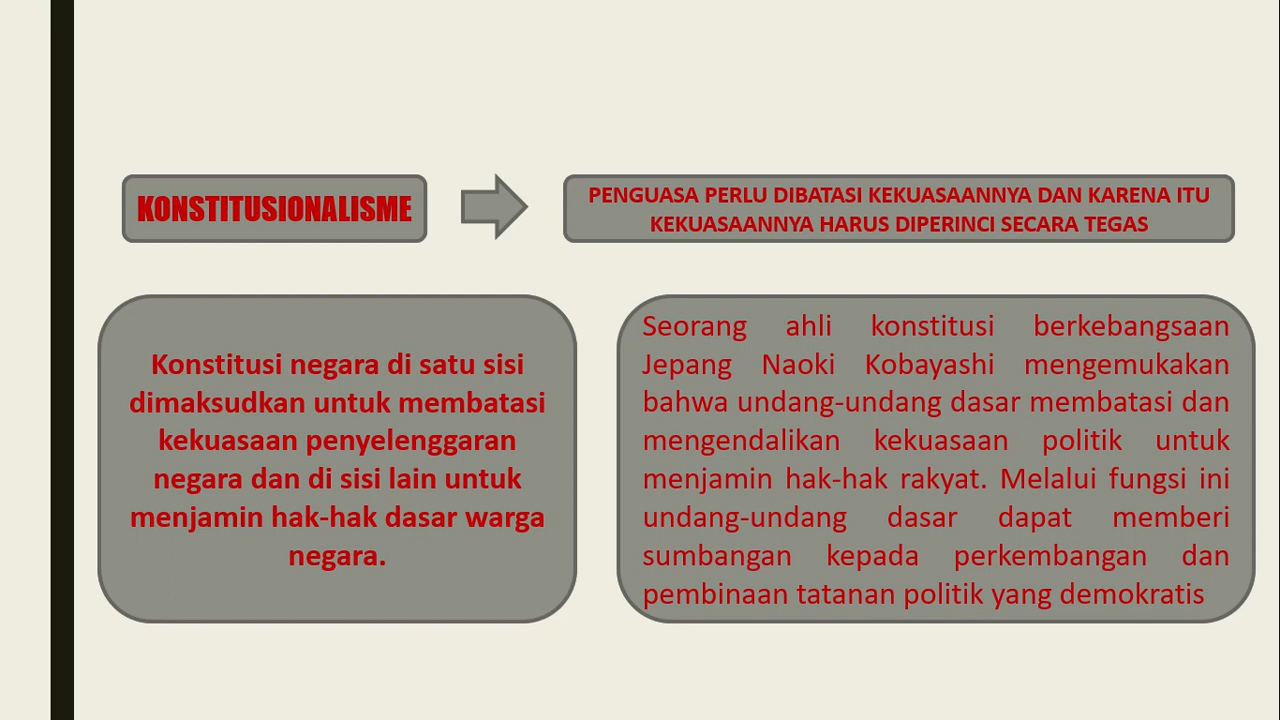 KONSTITUSIONALISME
PENGUASA PERLU DIBATASI KEKUASAANNYA DAN KARENA ITU
KEKUASAANNYA HARUS DIPERINCI SECARA TEGAS
Konstitusi negara di satu sisi
dimaksudkan untuk membatasi
kekuasaan penyelenggaran
negara dan di sisi lain untuk
menjamin hak-hak dasar warga
negara.
Seorang ahli konstitusi berkebangsaan
Jepang Naoki Kobayashi mengemukakan
bahwa undang-undang dasar membatasi dan
mengendalikan kekuasaan politik untuk
menjamin hak-hak rakyat. Melalui fungsi ini
undang-undang dasar dapat memberi
sumbangan kepada perkembangan dan
pembinaan tatanan politik yang demokratis